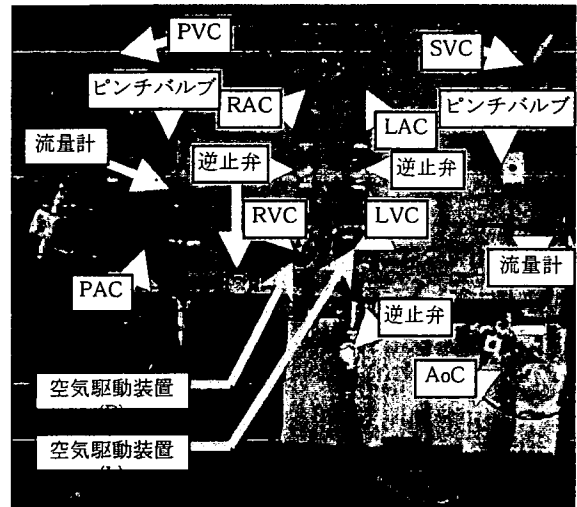 PVC
SVC
ピンチバルブ
RAC
LAC
ピンチバルブ
流量計
逆止弁
逆止弁
RVC
LVC
PAC
流量計
逆止弁
AoC
空気駆動装置
空気駆動装置